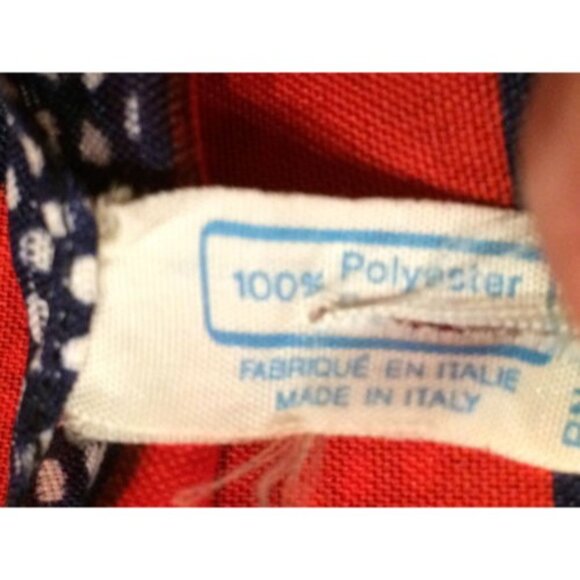 100% Polyester
FABRIQUÉ EN ITALIE
MADE IN ITALY